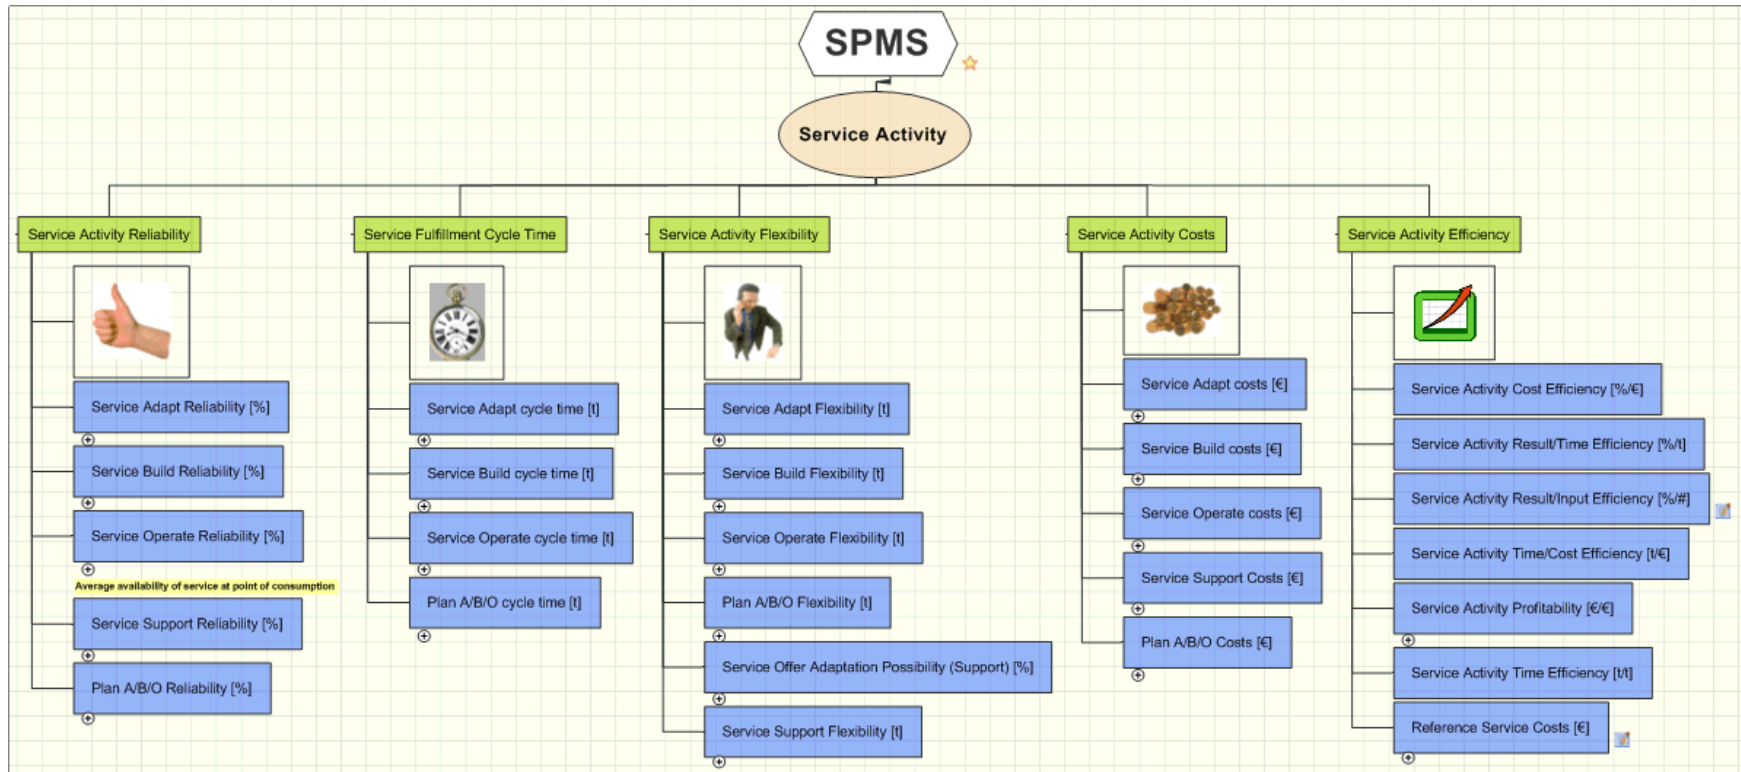 SPMS
Service Activity
Service Activity Reliability
Service Adapt Reliability [%]
Service Build Reliability [%]
Service Operate Reliability [%]
Average availability of service at point of consumption
Service Support Reliability [%]
Plan A/B/O Reliability [%]
Service Fulfillment Cycle Time
Service Adapt cycle time [t]
Service Build cycle time [t]
Service Operate cycle time [t]
Plan A/B/O cycle time [t]
Service Activity Flexibility
Service Adapt Flexibility [t]
Service Build Flexibility [t]
Service Operate Flexibility [t]
Plan A/B/O Flexibility [t]
Service Offer Adaptation Possibility (Support) [%]
Service Support Flexibility [t]
Service Activity Costs
Service Adapt costs [€]
Service Build costs [€]
Service Operate costs [€]
Service Support Costs [€]
Plan A/B/O Costs [€]
Service Activity Efficiency
Service Activity Cost Efficiency [%/€]
Service Activity Result/Time Efficiency [%/t]
Service Activity Result/Input Efficiency [%/#]
Service Activity Time/Cost Efficiency [t/€]
Service Activity Profitability [€/€]
Service Activity Time Efficiency [t/t]
Reference Service Costs [€]